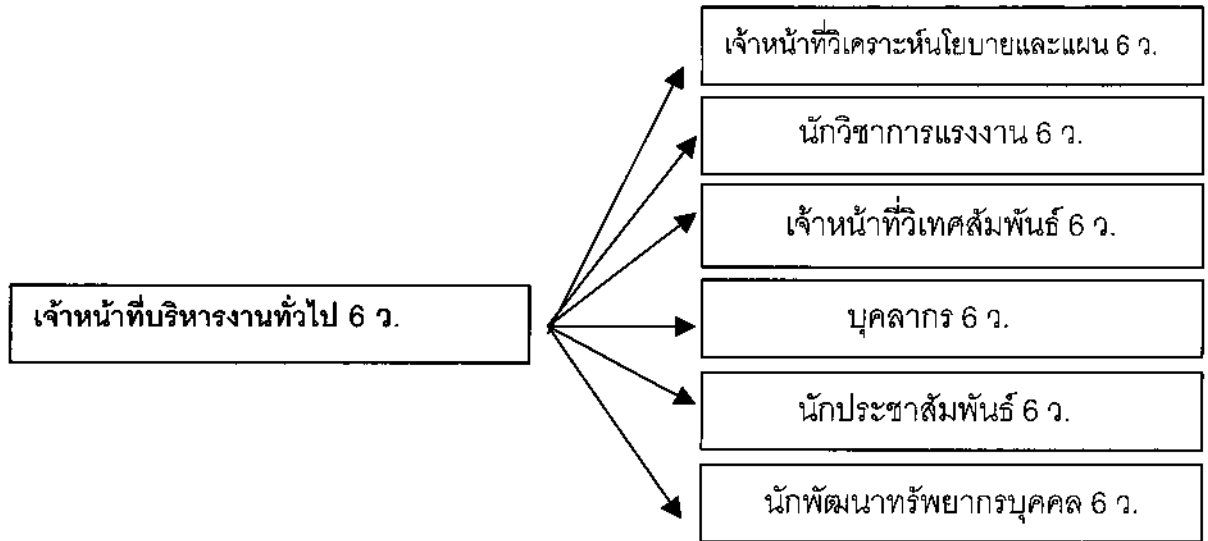 เจ้าหน้าที่วิเคราะห์นโยบายและแผน 6 ว.
นักวิชาการแรงงาน 6 ว.
เจ้าหน้าที่วิเทศสัมพันธ์ 6 ว.
เจ้าหน้าที่บริหารงานทั่วไป 6 ว.
บุคลากร 6 ว.
นักประชาสัมพันธ์ 6 ว.
นักพัฒนาทรัพยากรบุคคล 6 ว.